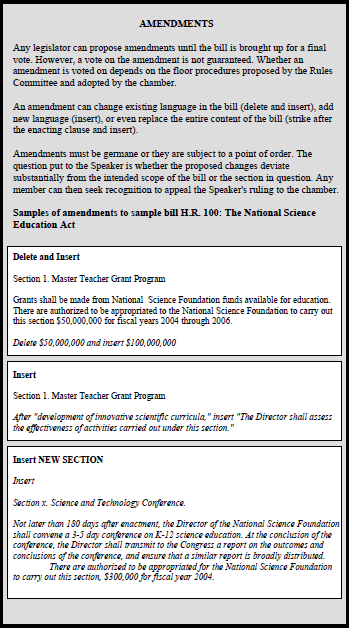 AMENDMENTS
Any legislator can propose amendments until the bill is brought up for a final
vote. However, a vote on the amendment is not guaranteed. Whether an
amendment is voted on depends on the floor procedures proposed by the Rules
Committee and adopted by the chamber.
An amendment can change existing language in the bill (delete and insert), add
new language (insert), or even replace the entire content of the bill (strike after
the enacting clause and insert).
Amendments must be germane or they are subject to a point of order. The
question put to the Speaker is whether the proposed changes deviate
substantially from the intended scope of the bill or the section in question. Any
member can then seek recognition to appeal the Speaker's ruling to the chamber.
Samples of amendments to sample bill H.R. 100: The National Science
Education Act
Delete and Insert
Section 1. Master Teacher Grant Program
Grants shall be made from National Science Foundation funds available for education.
There are authorized to be appropriated to the National Science Foundation to carry out
this section $50,000,000 for fiscal years 2004 through 2006.
Delete $50,000,000 and insert $100,000,000
Insert
Section 1. Master Teacher Grant Program
After "development of innovative scientific curricula," insert "The Director shall assess
the effectiveness of activities carried out under this section."
Insert NEW SECTION
Insert
Section x. Science and Technology Conference.
Not later than 180 days after enactment, the Director of the National Science Foundation
shall convene a 3-5 day conference on K-12 science education. At the conclusion of the
conference, the Director shall transmit to the Congress a report on the outcomes and
conclusions of the conference, and ensure that a similar report is broadly distributed.
There are authorized to be appropriated for the National Science Foundation
to carry out this section, $300,000 for fiscal year 2004.